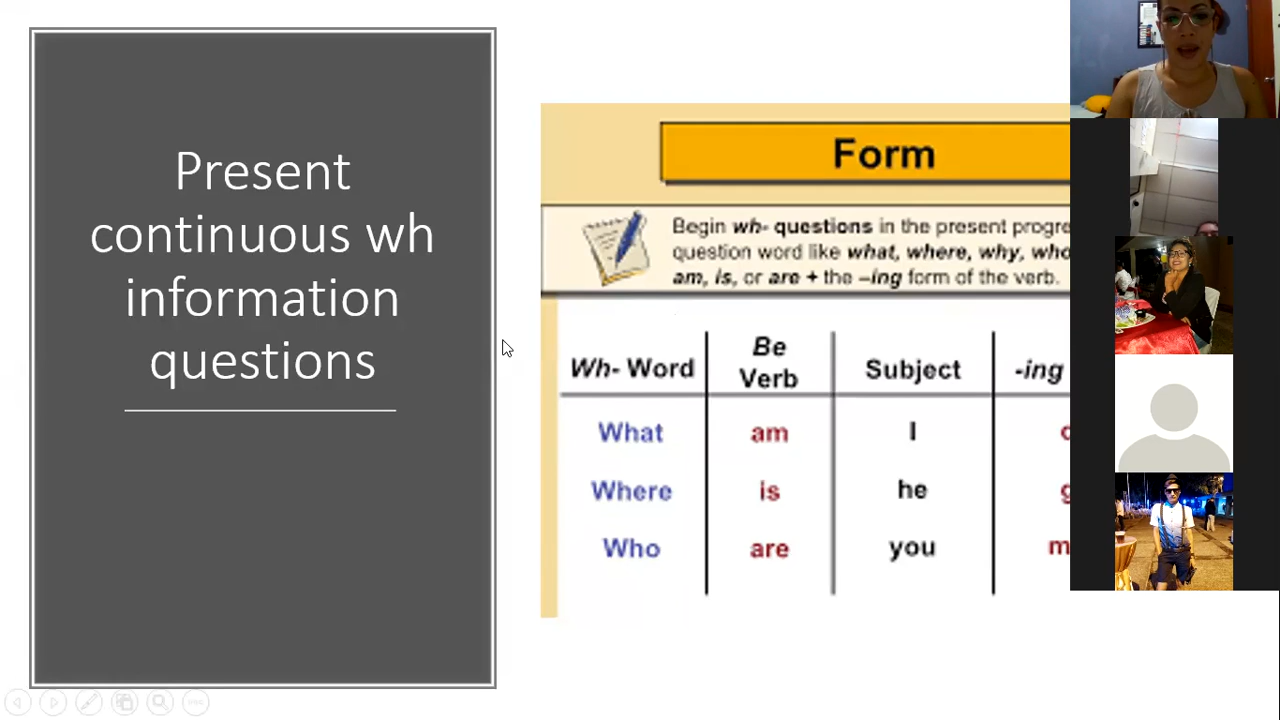 Present
continuous wh
information
questions
Form
Begin wh- questions in the present progre
question word like what, where, why, who
am, is, or are + the –ing form of the verb.
Wh- Word
Be
Verb
Subject
-ing
What
am
I
Where
is
he
Who
are
you
m